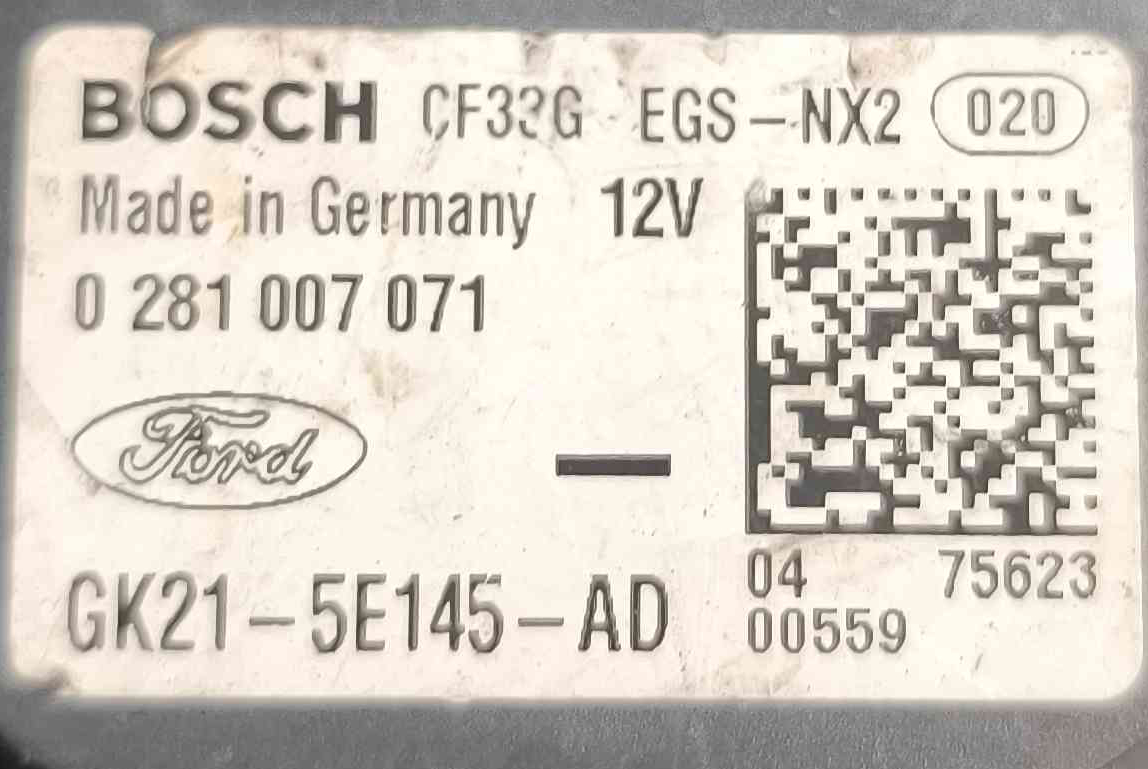 BOSCH EGS-NX2 020
Made in Germany 12V
0 281 007 071
Ford
GK21-5E145-AD
04 75623
00559